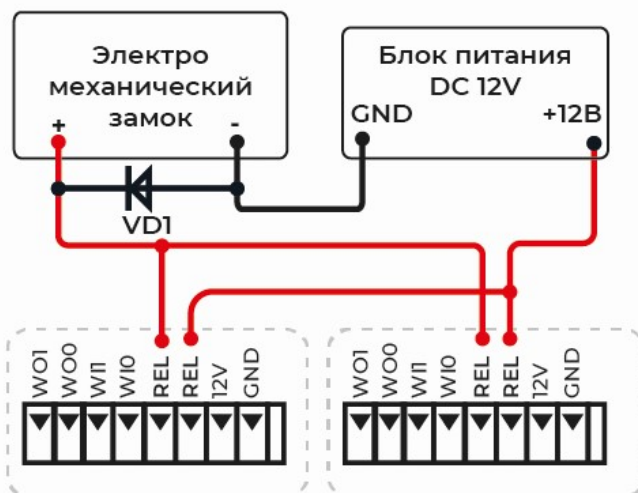 Электро
механический
замок
+ -
Блок питания
DC 12V
GND +12В
VD1
WO1 WO0 WI1 WI0 REL REL 12V GND
WO1 WO0 WI1 WI0 REL REL 12V GND